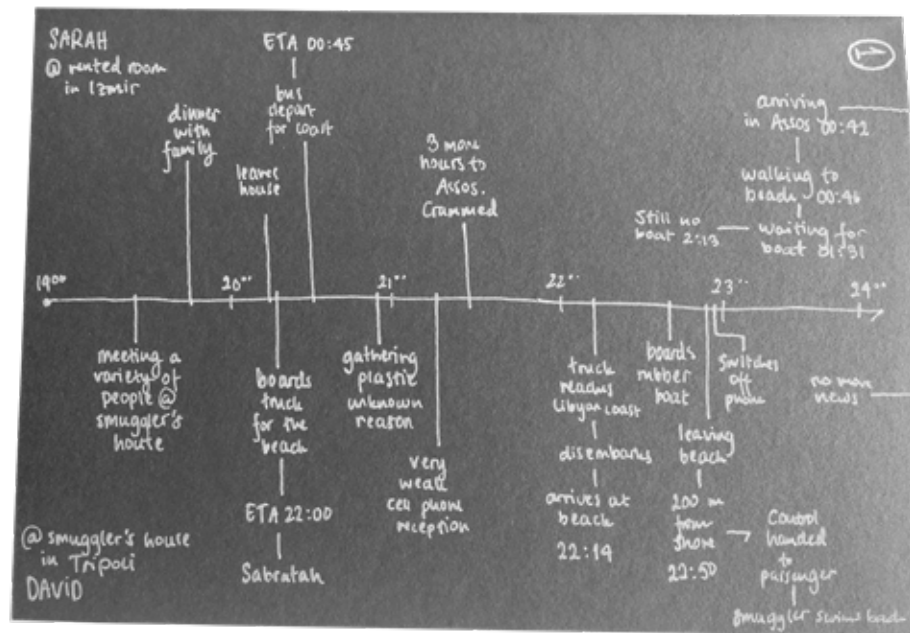 SARAH
@ rented room
in Izmir
ETA 00:45
bus
depart
for coast
dinner
with
family
leaves
house
3 more
hours to
Assos.
Crammed
1
arriving
in Assos 00:42
walking to
beach 00:46
waiting for
boat 01:31
Still no
boat 2:13
19°°
20°°
21°°
22°°
23°°
24°°
meeting a
variety of
people @
smuggler's
house
boards
truck
for the
beach
ETA 22:00
Sabratah
gathering
plastic
unknown
reason
very
weak
cell phone
reception
truck
reaches
Libyan coast
disembarks
arrives at
beach
22:14
boards
rubber
boat
leaving
beach
200 m
from
shore
22:50
switches
off
phone
Control
handed
to
passenger
smuggler swims back
no more
news
@ smuggler's house
in Tripoli
DAVID